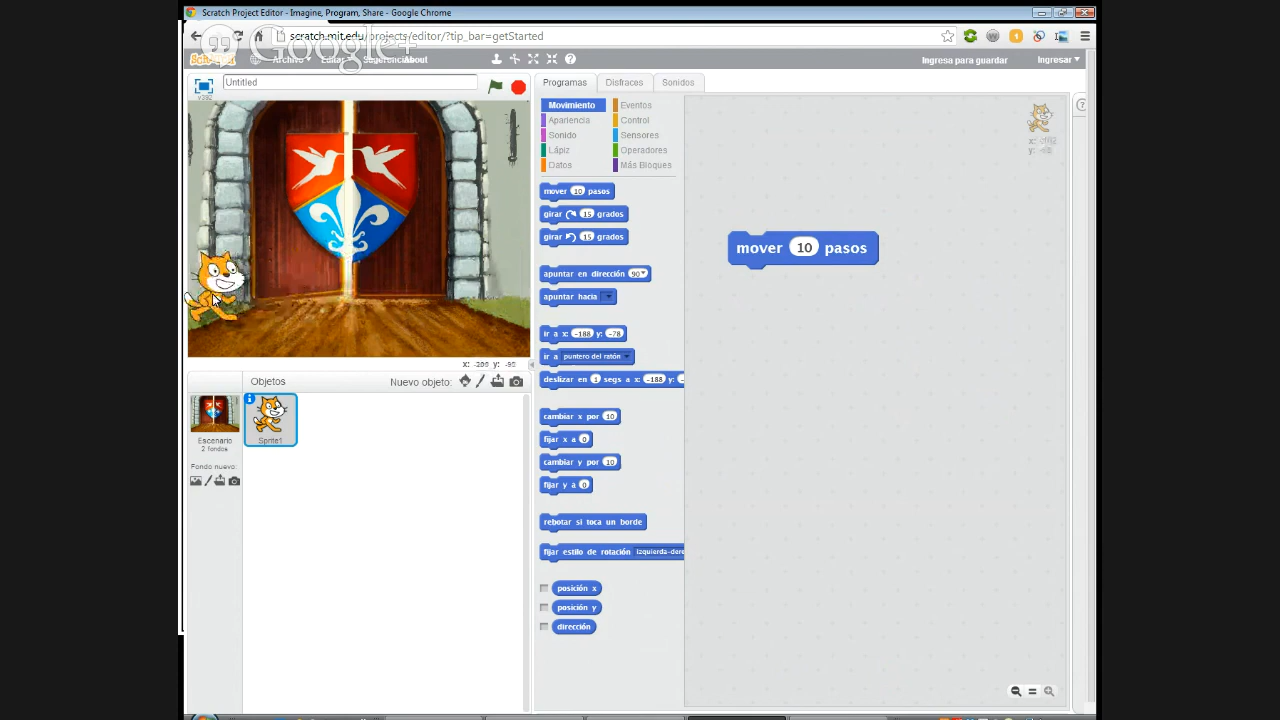 Scratch Project Editor - Imagine, Program, Share - Google Chrome
scratch.mit.edu/projects/editor/?tip_bar=getStarted
Google+
Archivo Editar Sugerencias About
Ingresa para guardar
Ingresar
Untitled
Programas
Disfraces
Sonidos
Movimiento
Eventos
Apariencia
Control
Sonido
Sensores
Lápiz
Operadores
Datos
Más Bloques
mover 10 pasos
girar 15 grados
girar 15 grados
apuntar en dirección 90
apuntar hacia
ir a x: -188 y: -78
ir a puntero del ratón
deslizar en 1 segs a x: -188 y:
cambiar x por 10
fijar x a 0
cambiar y por 10
fijar y a 0
rebotar si toca un borde
fijar estilo de rotación izquierda-dere
posición x
posición y
dirección
mover 10 pasos
x:
y:
x: -200 y: -95
Objetos
Nuevo objeto:
Escenario
2 fondos
Sprite1
Fondo nuevo: